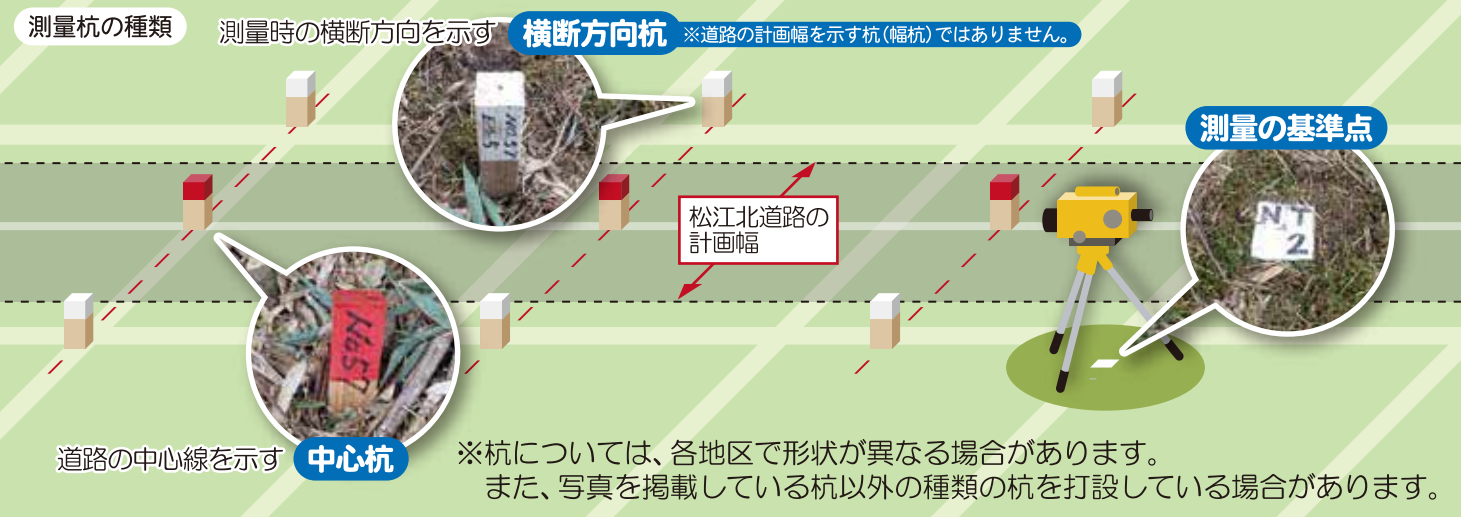 測量杭の種類
測量時の横断方向を示す 横断方向杭 ※道路の計画幅を示す杭(幅杭)ではありません。
測量の基準点
No.57
松江北道路の
計画幅
NT
2
No57
道路の中心線を示す 中心杭
※杭については、各地区で形状が異なる場合があります。
また、写真を掲載している杭以外の種類の杭を打設している場合があります。